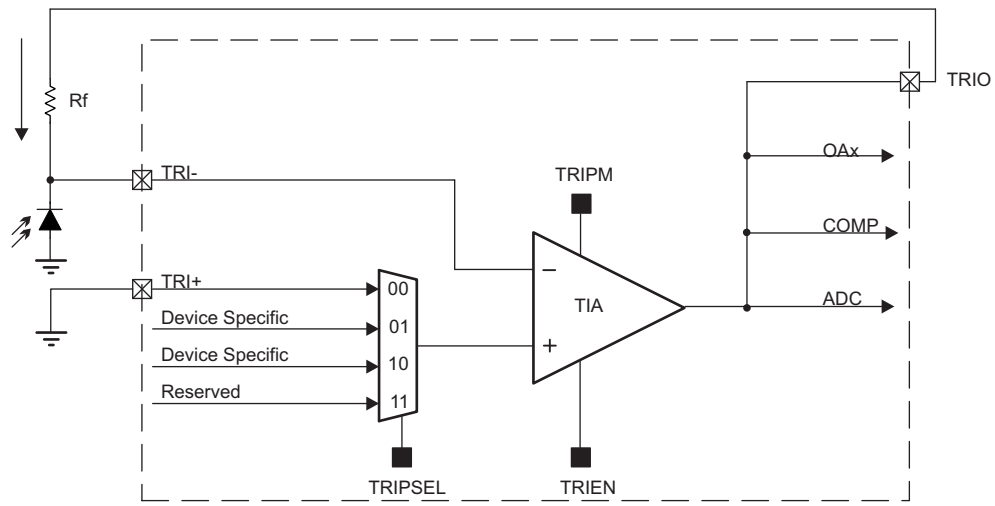 TRIO
Rf
OAx
TRI-
TRIPM
COMP
TRI+
00
−
TIA
ADC
Device Specific
01
+
Device Specific
10
Reserved
11
TRIPSEL
TRIEN